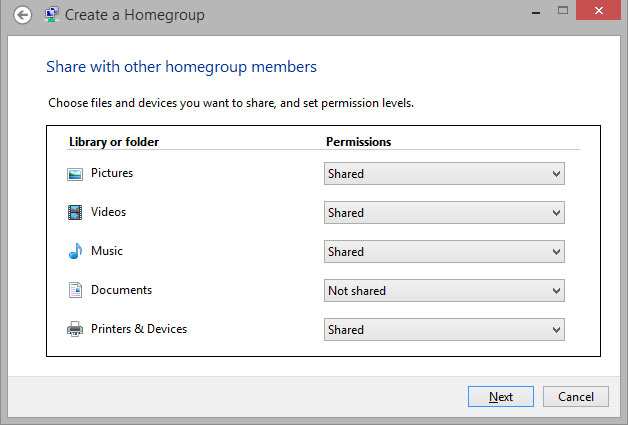 Create a Homegroup
Share with other homegroup members
Choose files and devices you want to share, and set permission levels.
Library or folder Permissions
Pictures Shared
Videos Shared
Music Shared
Documents Not shared
Printers & Devices Shared
Next Cancel